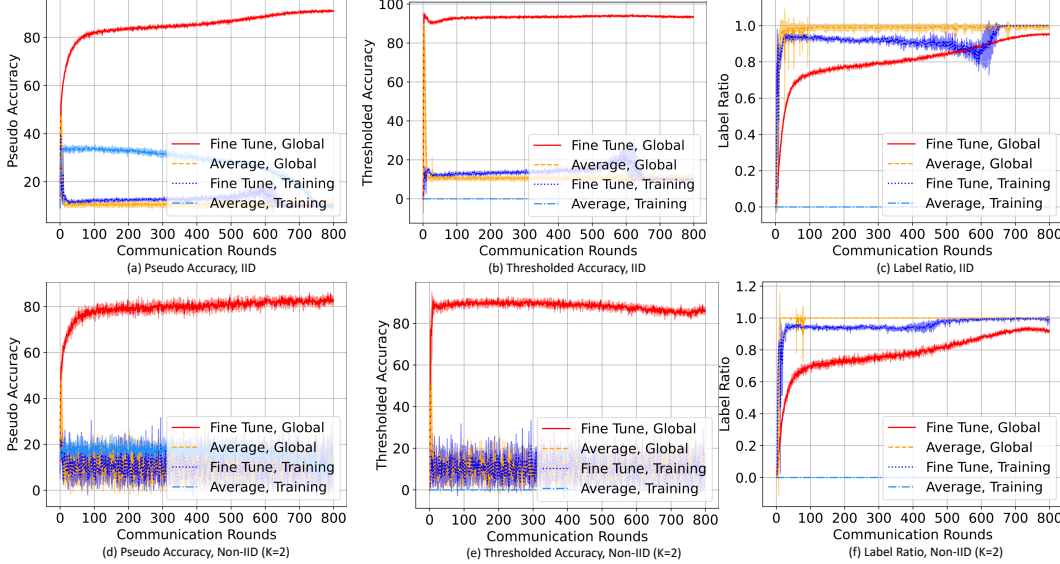 Pseudo Accuracy
80
60
40
20
0 100 200 300 400 500 600 700 800
Communication Rounds
(a) Pseudo Accuracy, IID
Fine Tune, Global
Average, Global
Fine Tune, Training
Average, Training
Thresholded Accuracy
100
80
60
40
20
0
0 100 200 300 400 500 600 700 800
Communication Rounds
(b) Thresholded Accuracy, IID
Fine Tune, Global
Average, Global
Fine Tune, Training
Average, Training
Label Ratio
1.0
0.8
0.6
0.4
0.2
0.0
0 100 200 300 400 500 600 700 800
Communication Rounds
(c) Label Ratio, IID
Fine Tune, Global
Average, Global
Fine Tune, Training
Average, Training
Pseudo Accuracy
80
60
40
20
0
0 100 200 300 400 500 600 700 800
Communication Rounds
(d) Pseudo Accuracy, Non-IID (K=2)
Fine Tune, Global
Average, Global
Fine Tune, Training
Average, Training
Thresholded Accuracy
80
60
40
20
0
0 100 200 300 400 500 600 700 800
Communication Rounds
(e) Thresholded Accuracy, Non-IID (K=2)
Fine Tune, Global
Average, Global
Fine Tune, Training
Average, Training
Label Ratio
1.2
1.0
0.8
0.6
0.4
0.2
0.0
0 100 200 300 400 500 600 700 800
Communication Rounds
(f) Label Ratio, Non-IID (K=2)
Fine Tune, Global
Average, Global
Fine Tune, Training
Average, Training